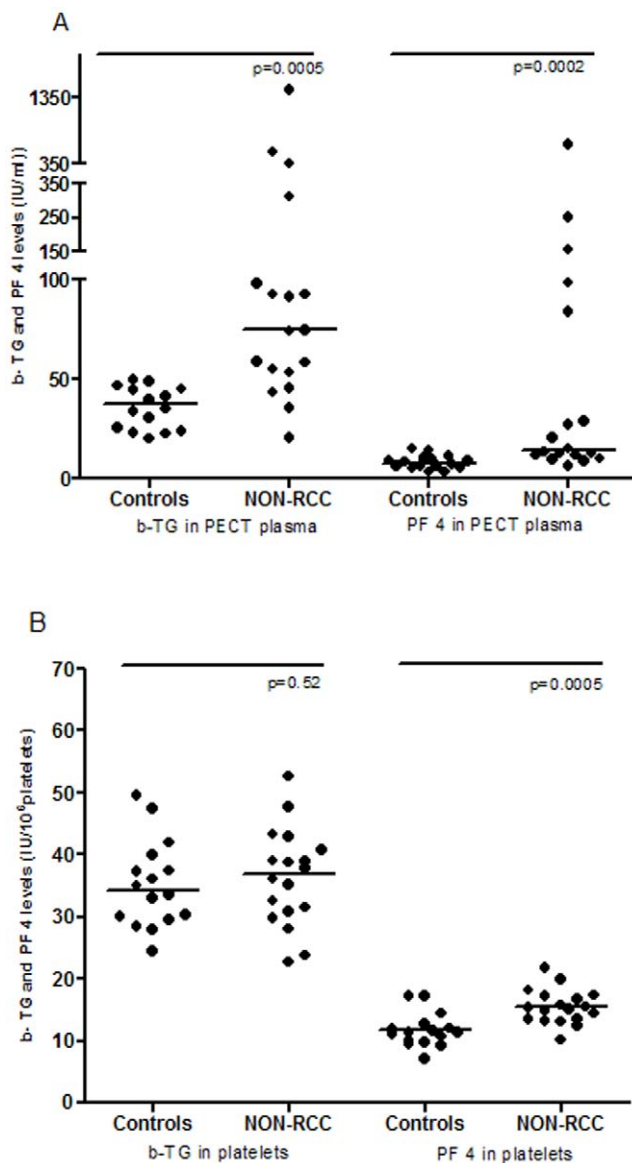 A
p=0.0005
p=0.0002
b- TG and PF 4 levels (IU/ml))
1350
350
350
250
150
100
50
0
Controls
NON-RCC
Controls
NON-RCC
b-TG in PECT plasma
PF 4 in PECT plasma
B
p=0.52
p=0.0005
b- TG and PF 4 levels (IU/10⁶platelets)
70
60
50
40
30
20
10
0
Controls
NON-RCC
Controls
NON-RCC
b-TG in platelets
PF 4 in platelets